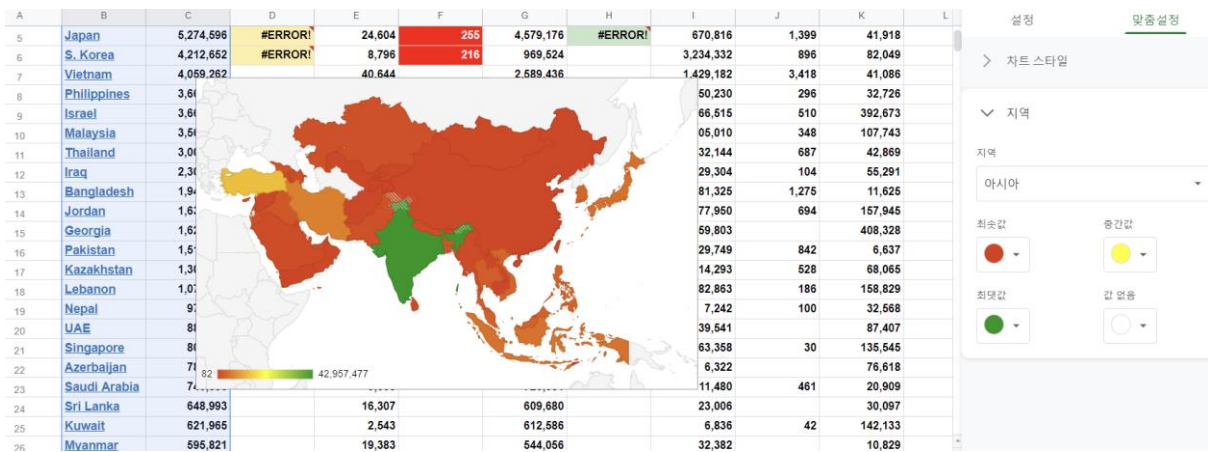 A B C D E F G H I J K L
5 Japan 5,274,596 #ERROR! 24,604 255 4,579,176 #ERROR! 670,816 1,399 41,918
6 S. Korea 4,212,652 #ERROR! 8,796 216 969,524 3,234,332 896 82,049
7 Vietnam 4,059,262 40,644 2,589,436 1,429,182 3,418 41,086
8 Philippines 50,230 296 32,726
9 Israel 66,515 510 392,673
10 Malaysia 05,010 348 107,743
11 Thailand 32,144 687 42,869
12 Iraq 29,304 104 55,291
13 Bangladesh 81,325 1,275 11,625
14 Jordan 77,950 694 157,945
15 Georgia 59,803 408,328
16 Pakistan 29,749 842 6,637
17 Kazakhstan 14,293 528 68,065
18 Lebanon 82,863 186 158,829
19 Nepal 7,242 100 32,568
20 UAE 39,541 87,407
21 Singapore 63,358 30 135,545
22 Azerbaijan 6,322 76,618
23 Saudi Arabia 11,480 461 20,909
24 Sri Lanka 648,993 16,307 609,680 23,006 30,097
25 Kuwait 621,965 2,543 612,586 6,836 42 142,133
26 Myanmar 595,821 19,383 544,056 32,382 10,829
82 42,957,477
설정 맞춤설정
차트 스타일
지역
지역
아시아
최솟값 중간값
최댓값 값 없음